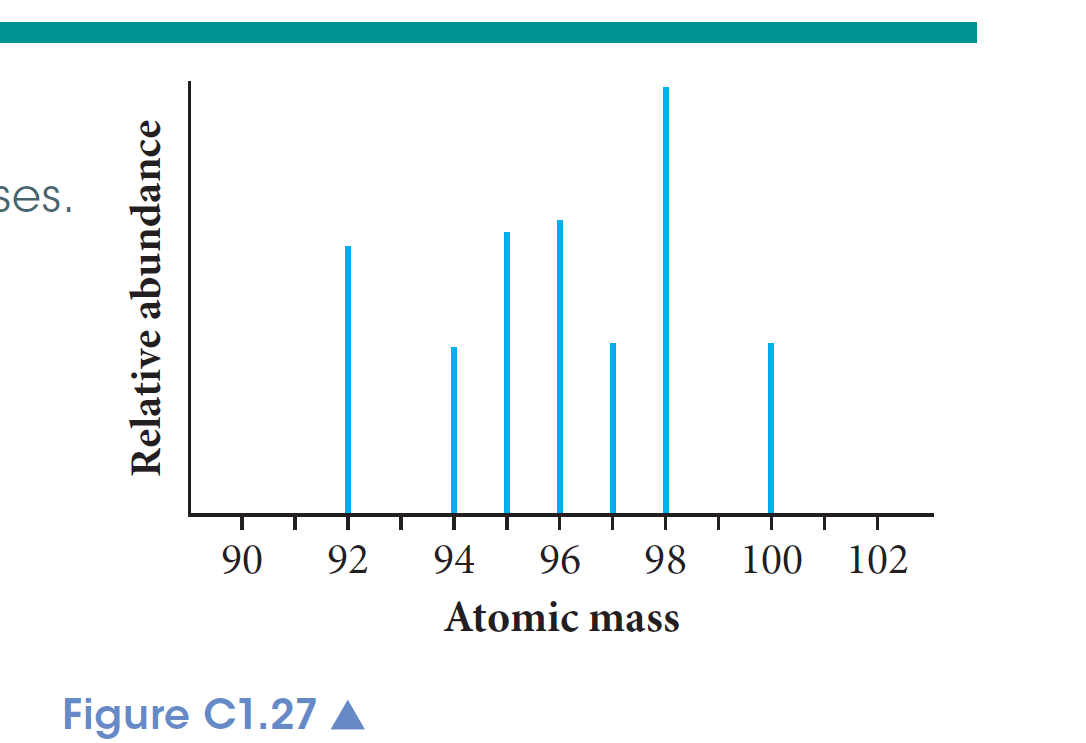 ses.
Relative abundance
90 92 94 96 98 100 102
Atomic mass
Figure C1.27 ▲